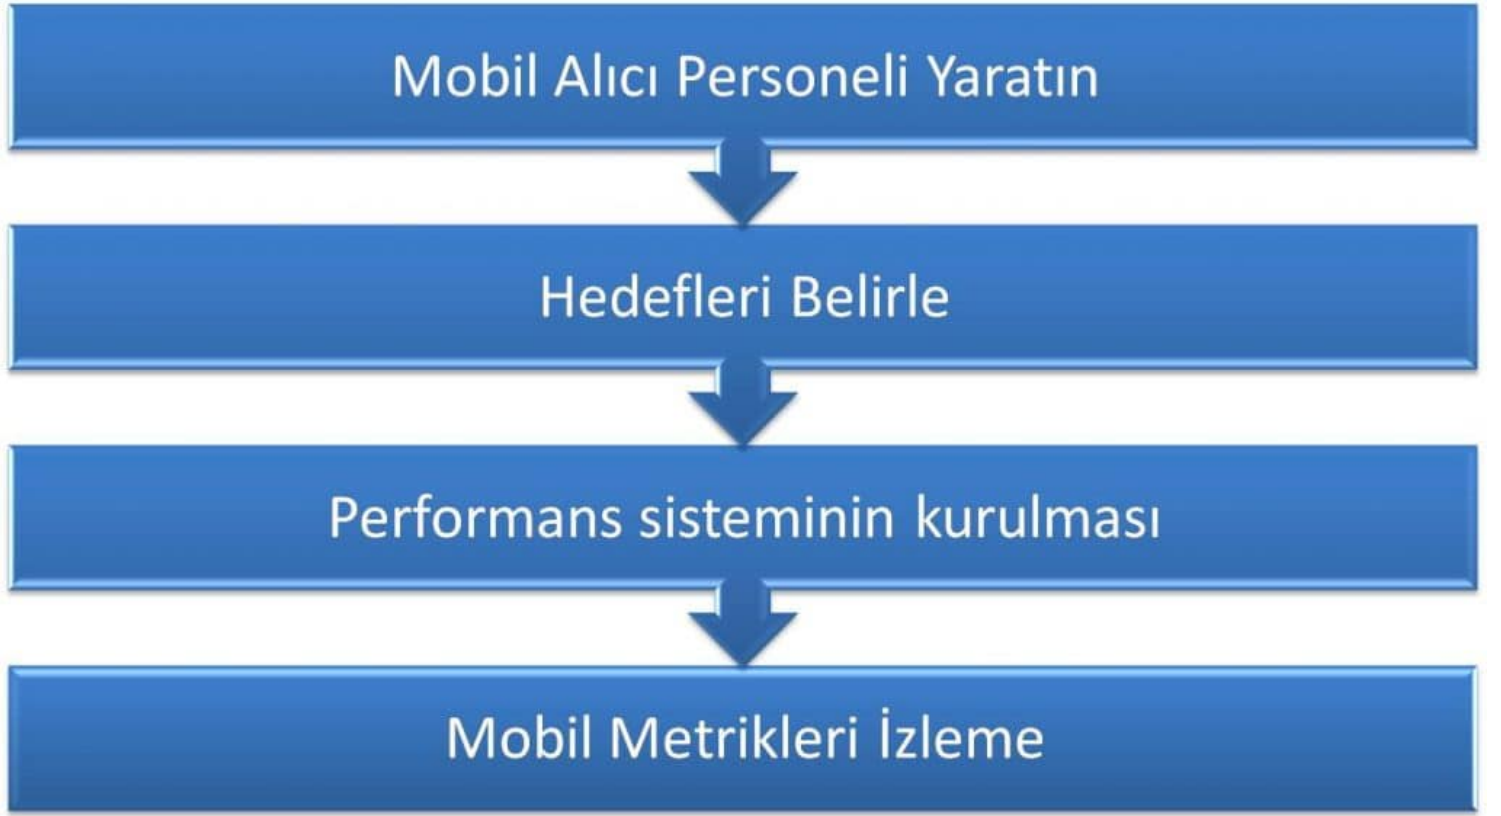 Mobil Alıcı Personeli Yaratın
Hedefleri Belirle
Performans sisteminin kurulması
Mobil Metrikleri İzleme